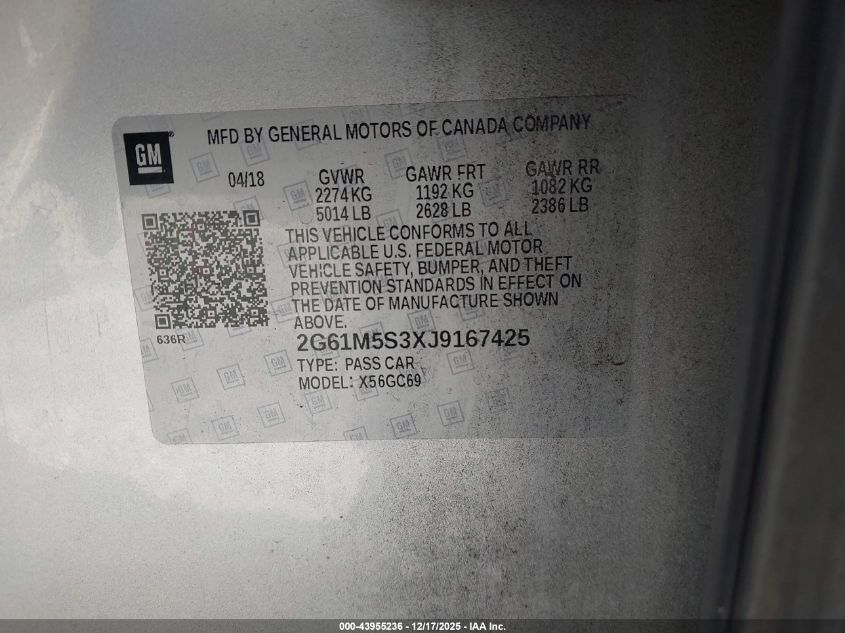 GM
MFD BY GENERAL MOTORS OF CANADA COMPANY
04/18
GVWR GAWR FRT GAWR RR
2274 KG 1192 KG 1082 KG
5014 LB 2628 LB 2386 LB
THIS VEHICLE CONFORMS TO ALL
APPLICABLE U.S. FEDERAL MOTOR
VEHICLE SAFETY, BUMPER, AND THEFT
PREVENTION STANDARDS IN EFFECT ON
THE DATE OF MANUFACTURE SHOWN
ABOVE.
636R
2G61M5S3XJ9167425
TYPE: PASS CAR
MODEL: X56GC69
000-43955236 - 12/17/2025 - IAA Inc.